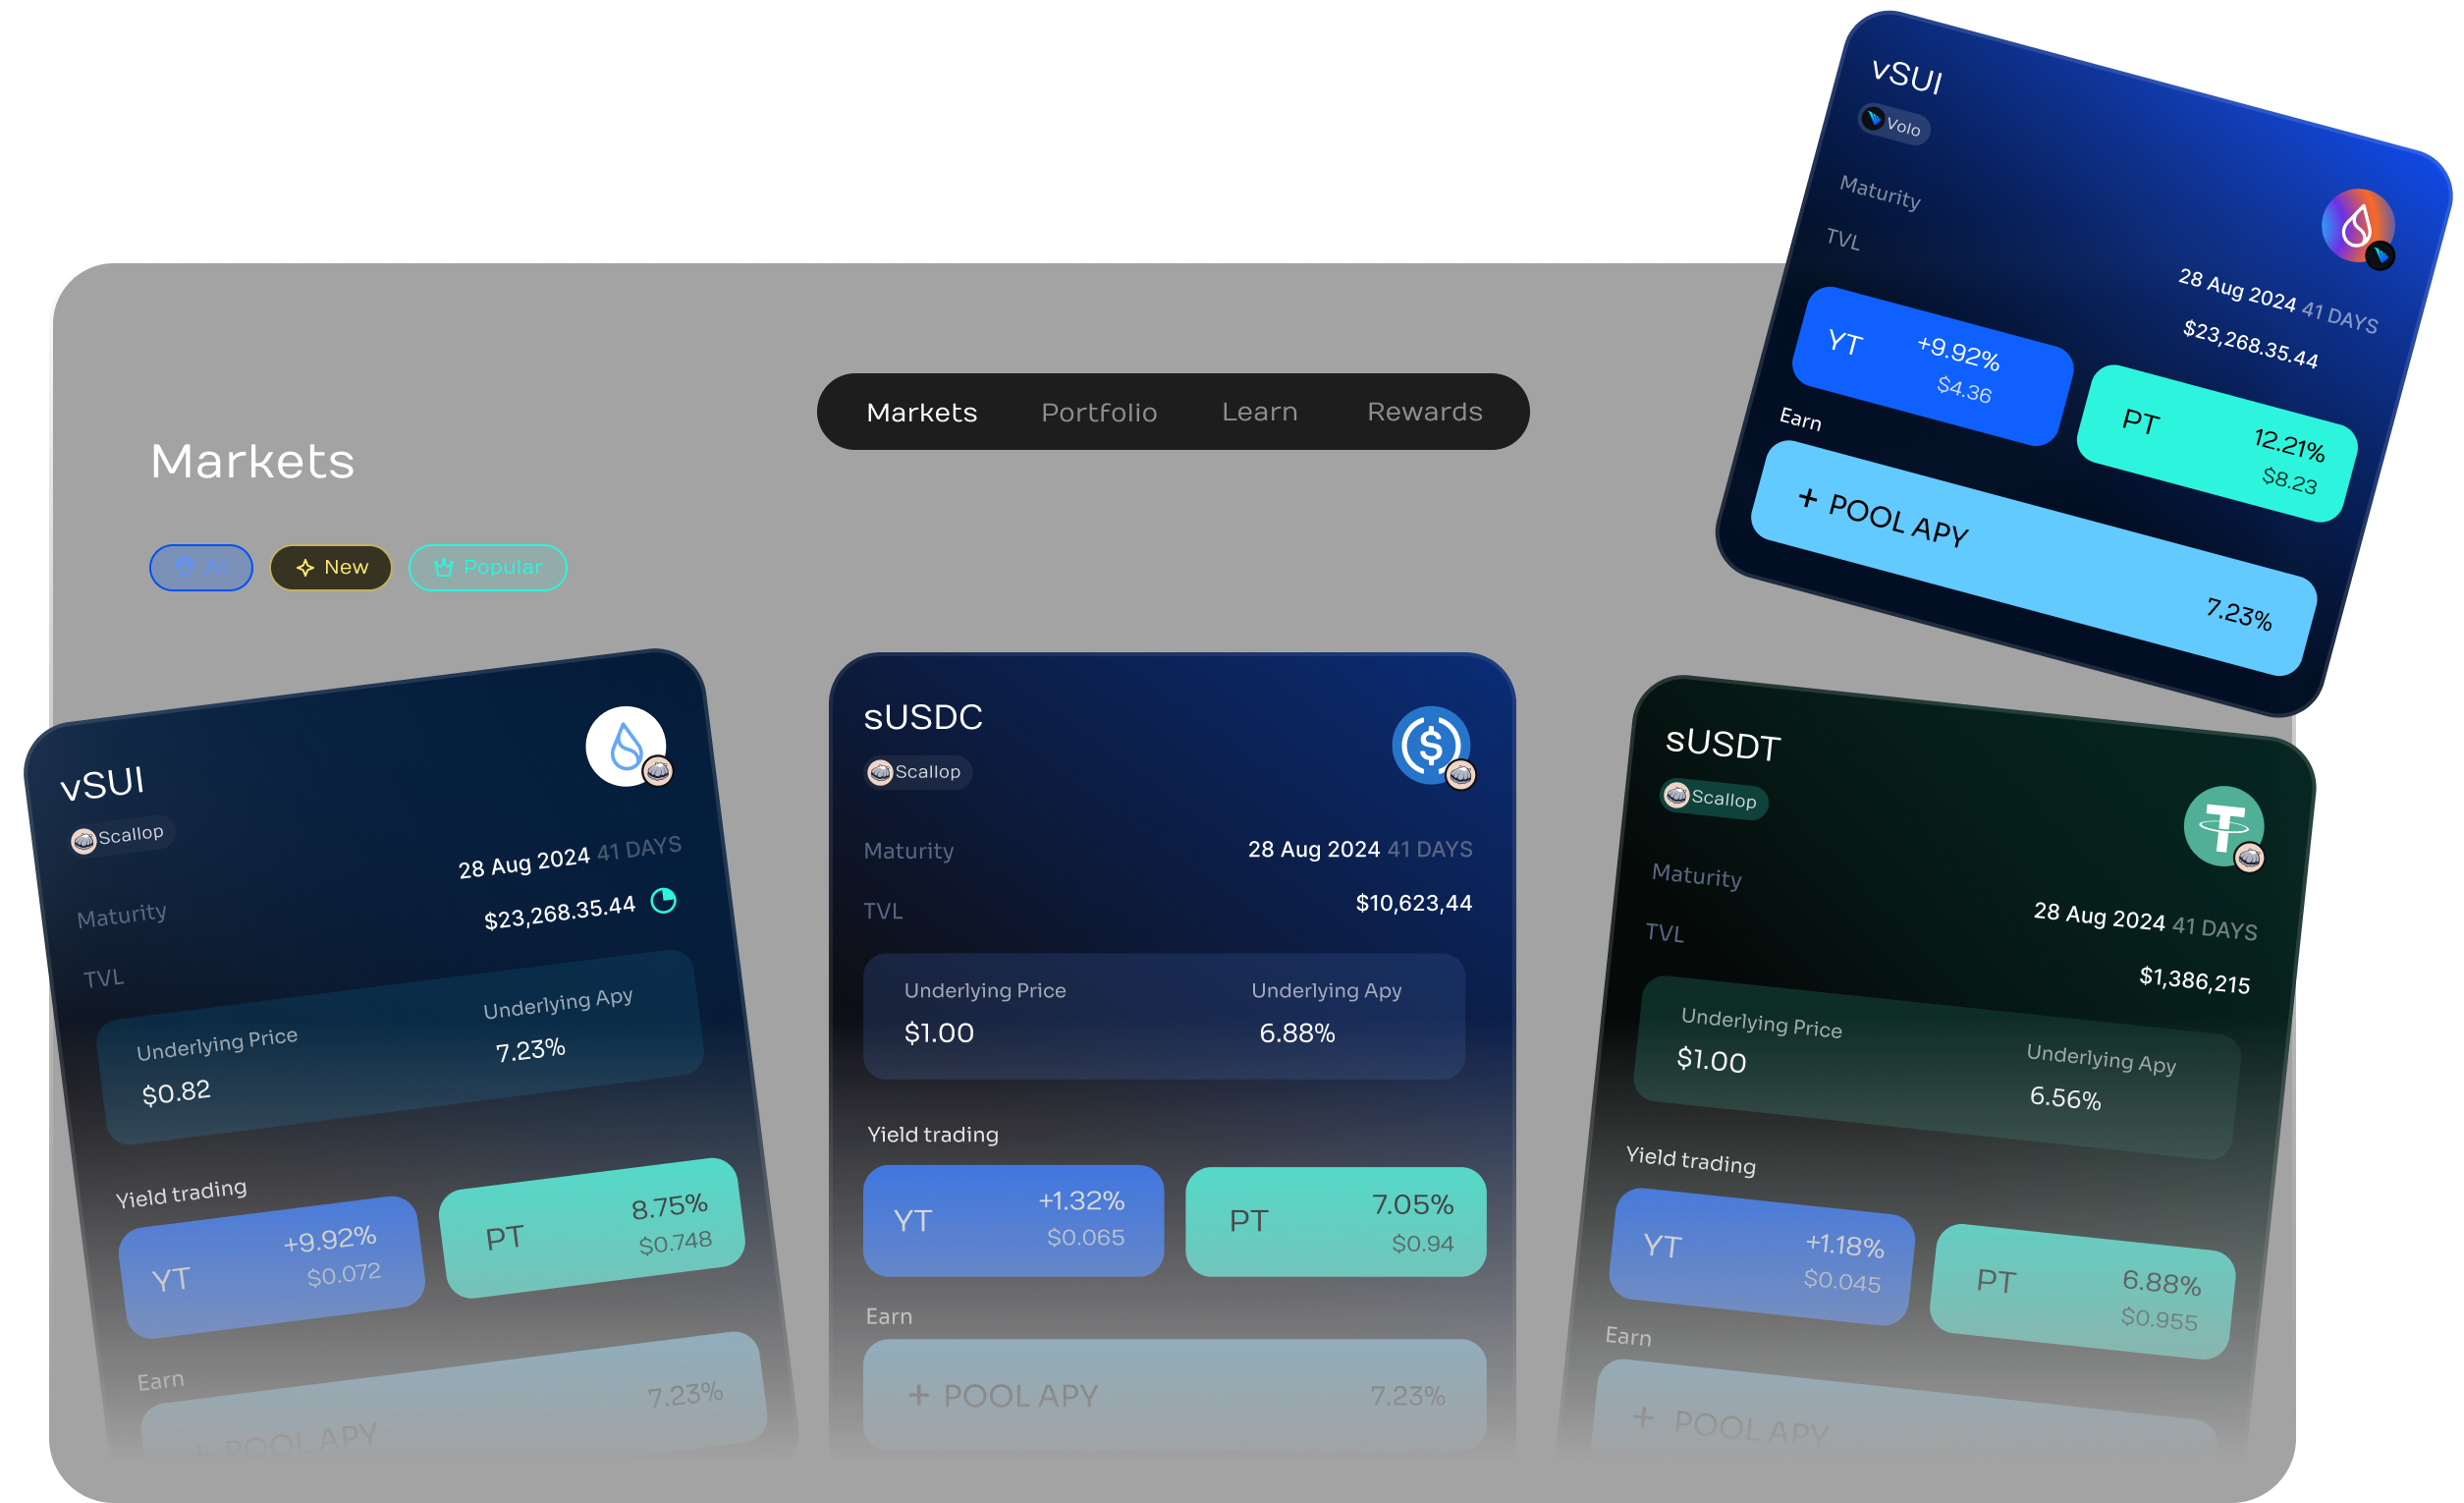 vSUI
Volo
Maturity
28 Aug 2024 41 DAYS
TVL
$23,268.35.44
YT
+9.92%
$4.36
PT
12.21%
$8.23
Earn
+ POOL APY
7.23%
Markets
Portfolio
Learn
Rewards
Markets
All
New
Popular
vSUI
Scallop
Maturity
28 Aug 2024 41 DAYS
TVL
$23,268.35.44
Underlying Price
$0.82
Underlying Apy
7.23%
Yield trading
YT
+9.92%
$0.072
PT
8.75%
$0.748
Earn
+ POOL APY
7.23%
sUSDC
Scallop
Maturity
28 Aug 2024 41 DAYS
TVL
$10,623,44
Underlying Price
$1.00
Underlying Apy
6.88%
Yield trading
YT
+1.32%
$0.065
PT
7.05%
$0.94
Earn
+ POOL APY
7.23%
sUSDT
Scallop
Maturity
28 Aug 2024 41 DAYS
TVL
$1,386,215
Underlying Price
$1.00
Underlying Apy
6.56%
Yield trading
YT
+1.18%
$0.045
PT
6.88%
$0.955
Earn
+ POOL APY